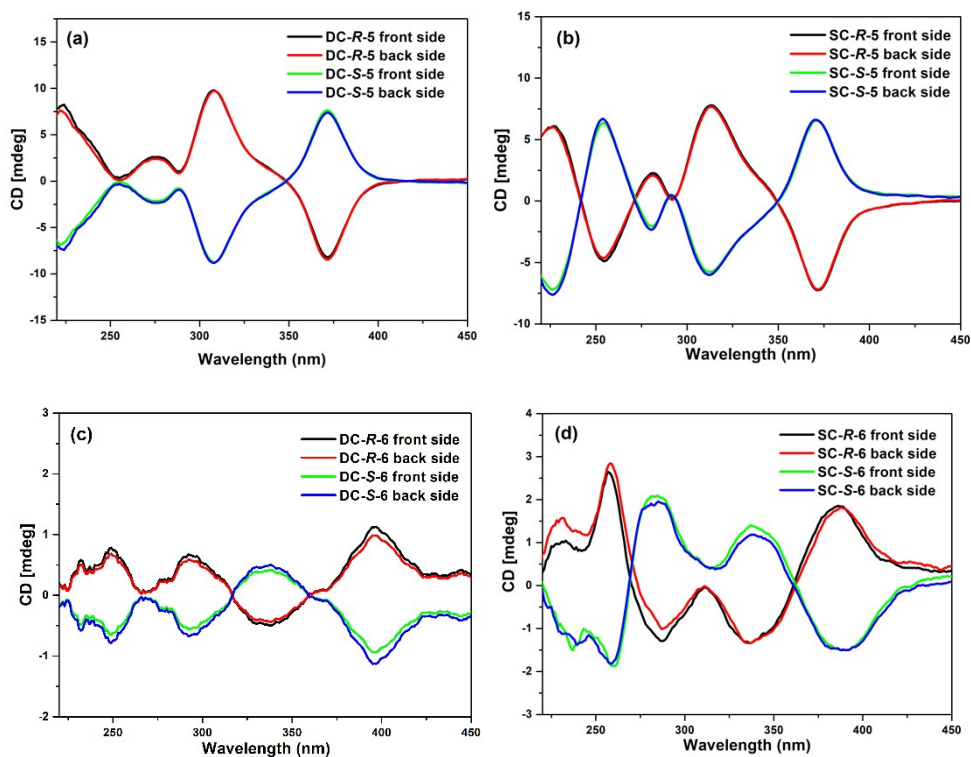 (a)
DC-R-5 front side
DC-R-5 back side
DC-S-5 front side
DC-S-5 back side
CD [mdeg]
15
10
5
0
-5
-10
-15
250 300 350 400 450
Wavelength (nm)
(b)
SC-R-5 front side
SC-R-5 back side
SC-S-5 front side
SC-S-5 back side
CD [mdeg]
15
10
5
0
-5
-10
250 300 350 400 450
Wavelength (nm)
(c)
DC-R-6 front side
DC-R-6 back side
DC-S-6 front side
DC-S-6 back side
CD [mdeg]
3
2
1
0
-1
-2
250 300 350 400 450
Wavelength (nm)
(d)
SC-R-6 front side
SC-R-6 back side
SC-S-6 front side
SC-S-6 back side
CD [mdeg]
4
3
2
1
0
-1
-2
-3
250 300 350 400 450
Wavelength (nm)